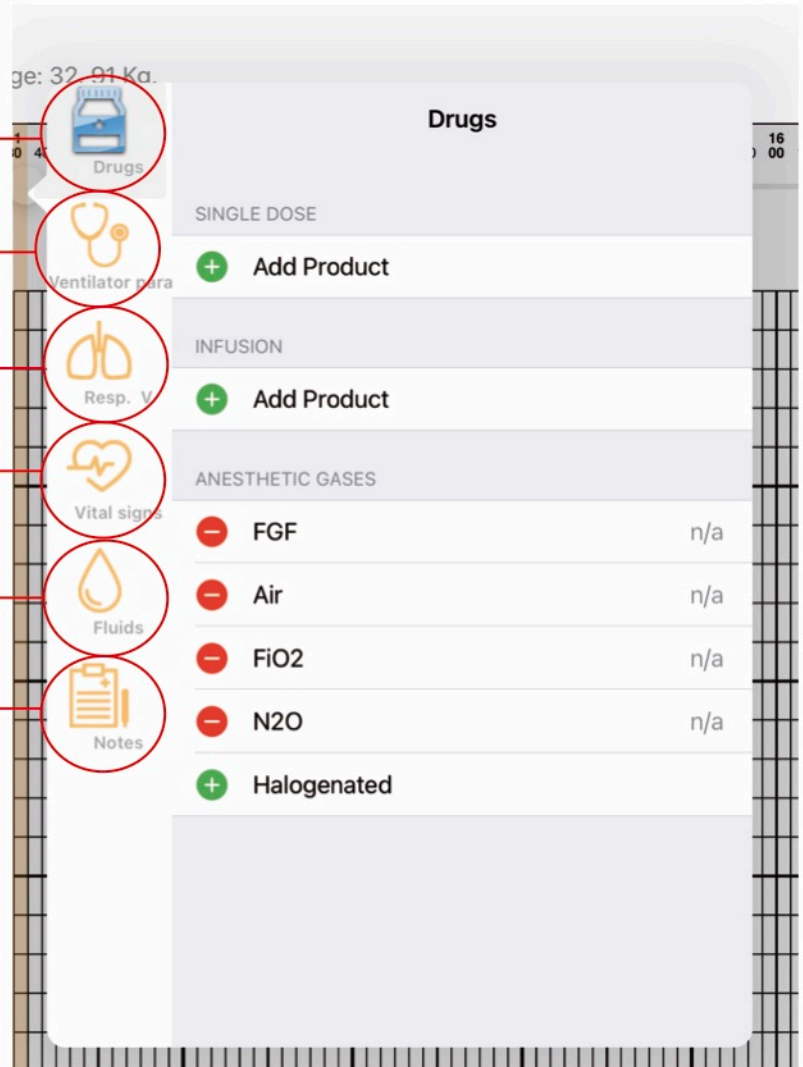 ge: 32, 91 Kg.
Drugs
16
00
Drugs
Ventilator para
Resp. V
Vital signs
Fluids
Notes
SINGLE DOSE
Add Product
INFUSION
Add Product
ANESTHETIC GASES
FGF n/a
Air n/a
FiO2 n/a
N2O n/a
Halogenated